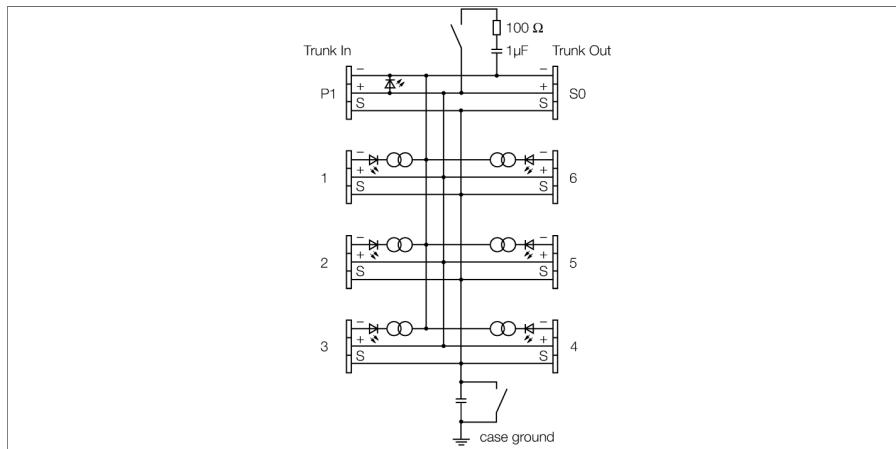 100 Ω
Trunk In
1µF
Trunk Out
− −
P1 + + S0
S S
− −
1 + + 6
S S
− −
2 + + 5
S S
− −
3 + + 4
S S
case ground